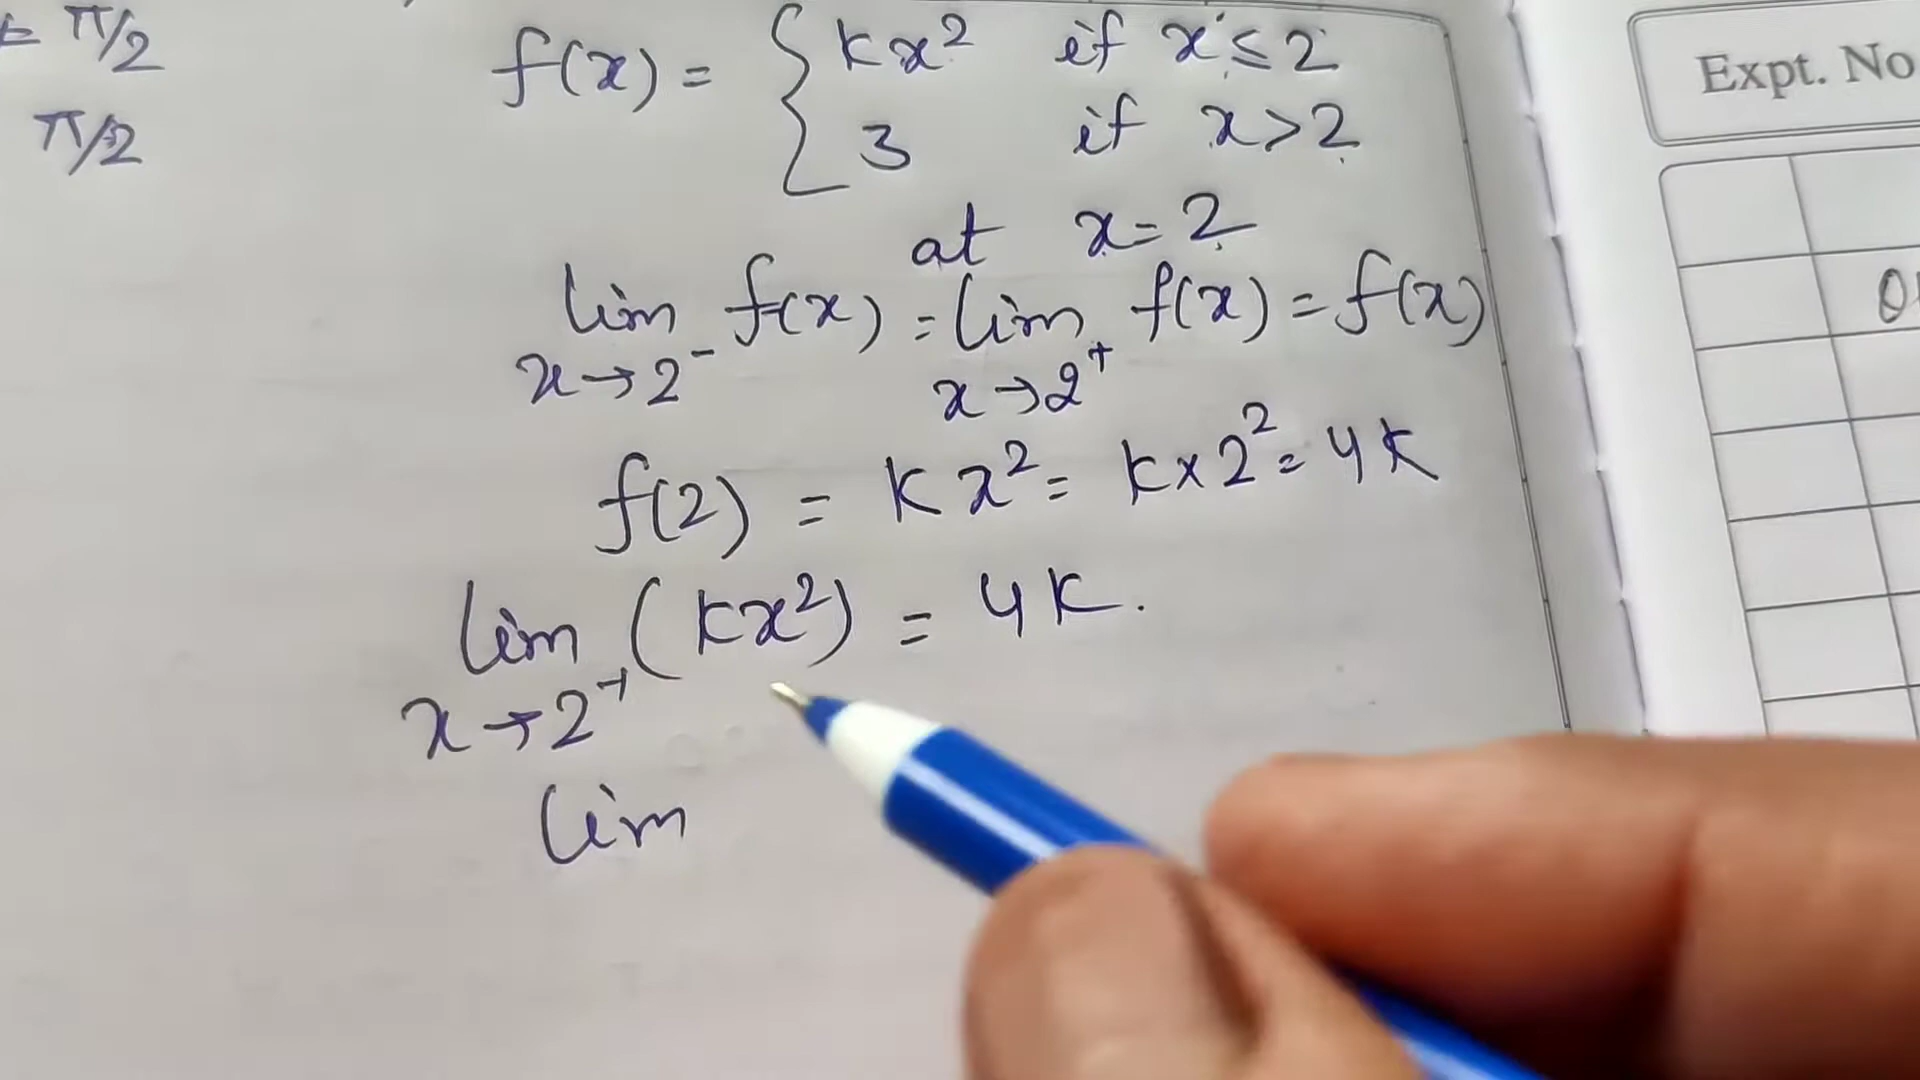 = π/2
π/2
f(x) = { kx² if x ≤ 2
3 if x > 2
at x = 2
lim f(x) = lim f(x) = f(x)
x → 2⁻ x → 2⁺
f(2) = k x² = k × 2² = 4k
lim (kx²) = 4k.
x → 2⁺
lim
Expt. No